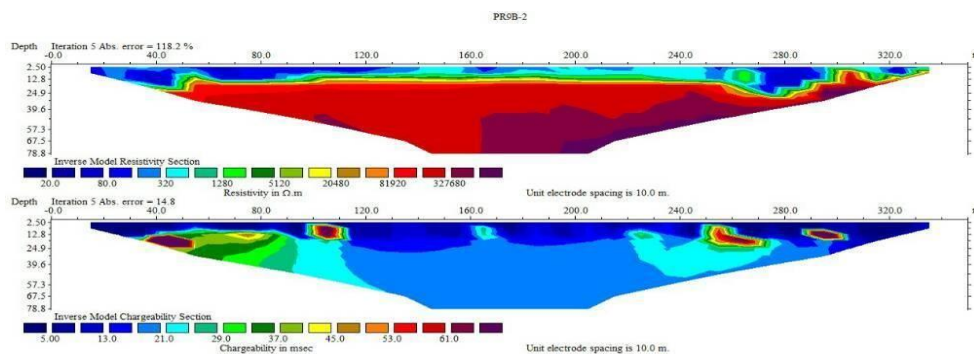 PR9B-2
Depth Iteration 5 Abs. error = 118.2 %
-0.0 40.0 80.0 120.0 160.0 200.0 240.0 280.0 320.0
2.50
12.8
24.9
39.6
57.3
67.5
78.8
Inverse Model Resistivity Section
20.0 80.0 320 1280 5120 20480 81920 327680
Resistivity in Ω.m Unit electrode spacing is 10.0 m.
Depth Iteration 5 Abs. error = 14.8
-0.0 40.0 80.0 120.0 160.0 200.0 240.0 280.0 320.0
2.50
12.8
24.9
39.6
57.3
67.5
78.8
Inverse Model Chargeability Section
5.00 13.0 21.0 29.0 37.0 45.0 53.0 61.0
Chargeability in msec Unit electrode spacing is 10.0 m.